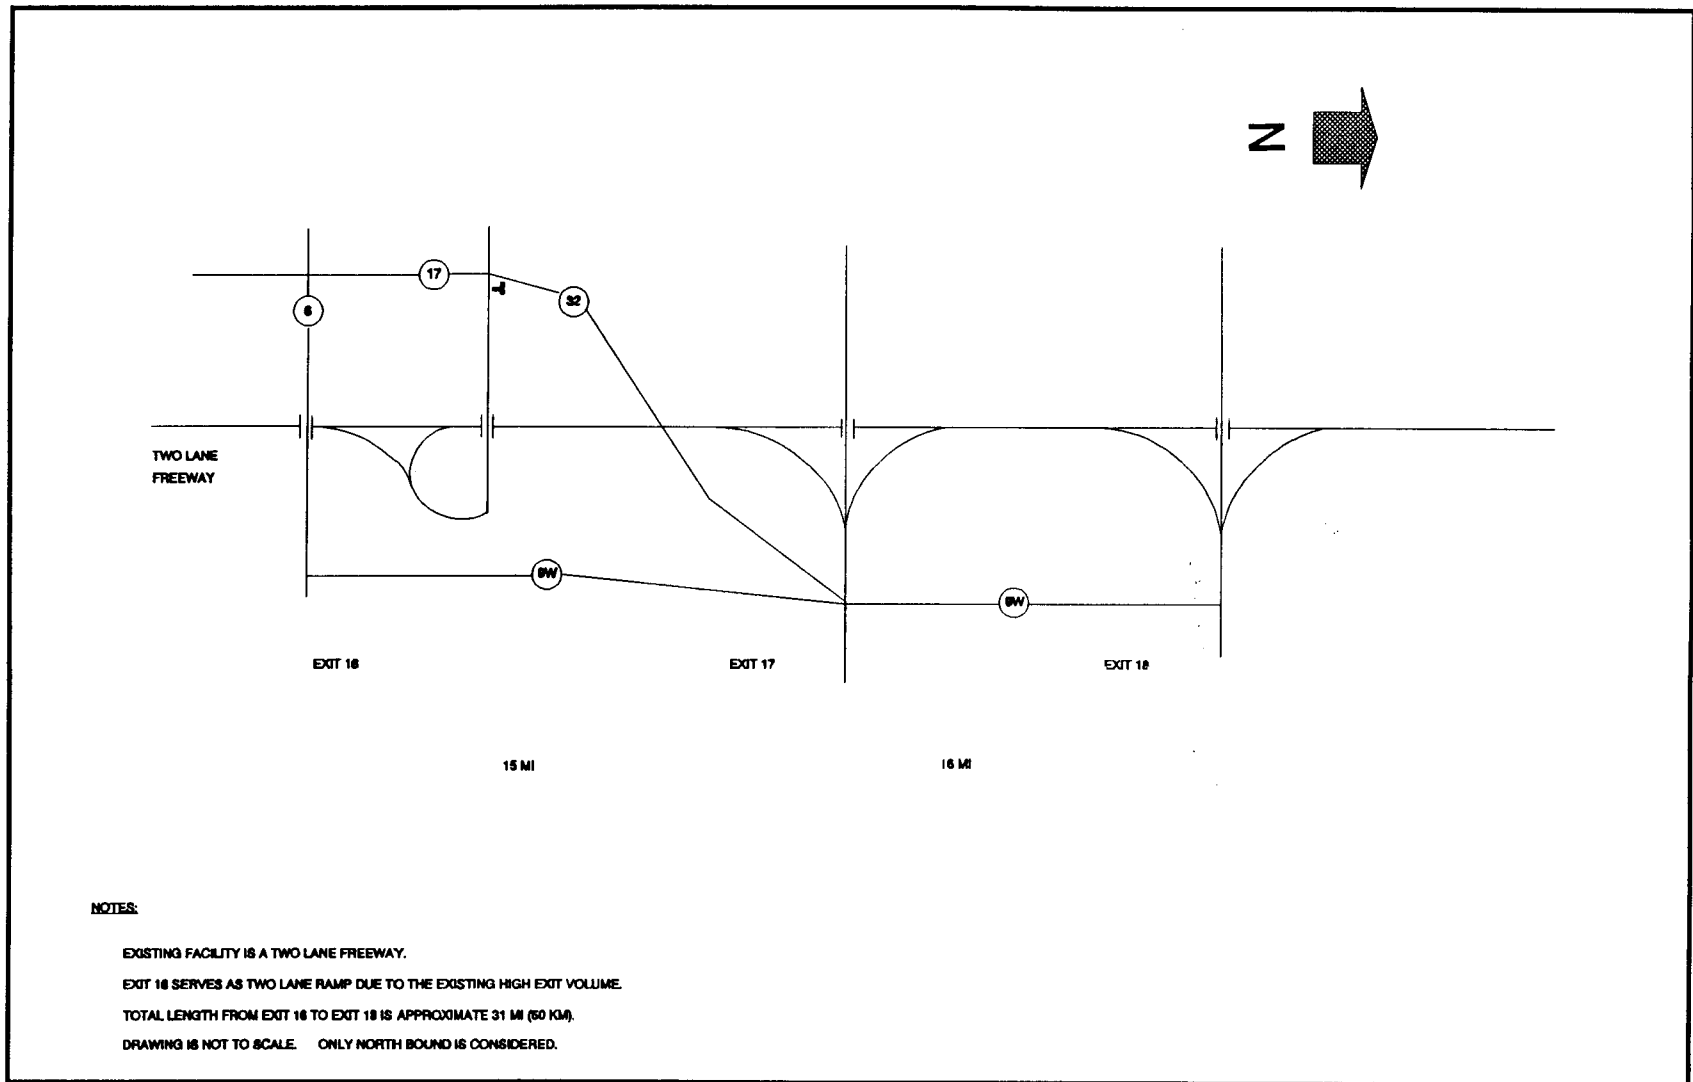 N
17
32
6
TWO LANE
FREEWAY
9W
9W
EXIT 16
EXIT 17
EXIT 18
15 MI
16 MI
NOTES:
EXISTING FACILITY IS A TWO LANE FREEWAY.
EXIT 16 SERVES AS TWO LANE RAMP DUE TO THE EXISTING HIGH EXIT VOLUME.
TOTAL LENGTH FROM EXIT 16 TO EXIT 18 IS APPROXIMATE 31 MI (50 KM).
DRAWING IS NOT TO SCALE. ONLY NORTH BOUND IS CONSIDERED.